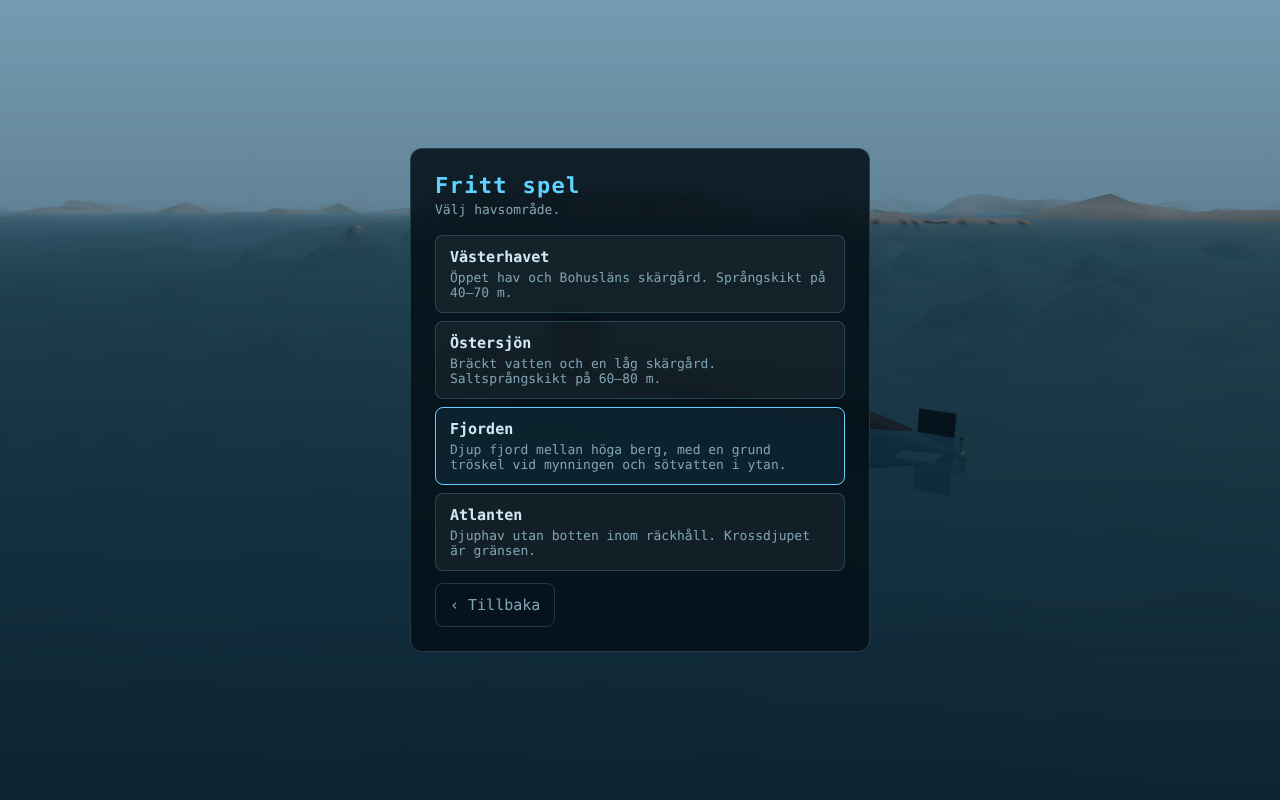 Fritt spel
Välj havsområde.
Västerhavet
Öppet hav och Bohusläns skärgård. Språngskikt på
40–70 m.
Östersjön
Bräckt vatten och en låg skärgård.
Saltsprångskikt på 60–80 m.
Fjorden
Djup fjord mellan höga berg, med en grund
tröskel vid mynningen och sötvatten i ytan.
Atlanten
Djuphav utan botten inom räckhåll. Krossdjupet
är gränsen.
‹ Tillbaka